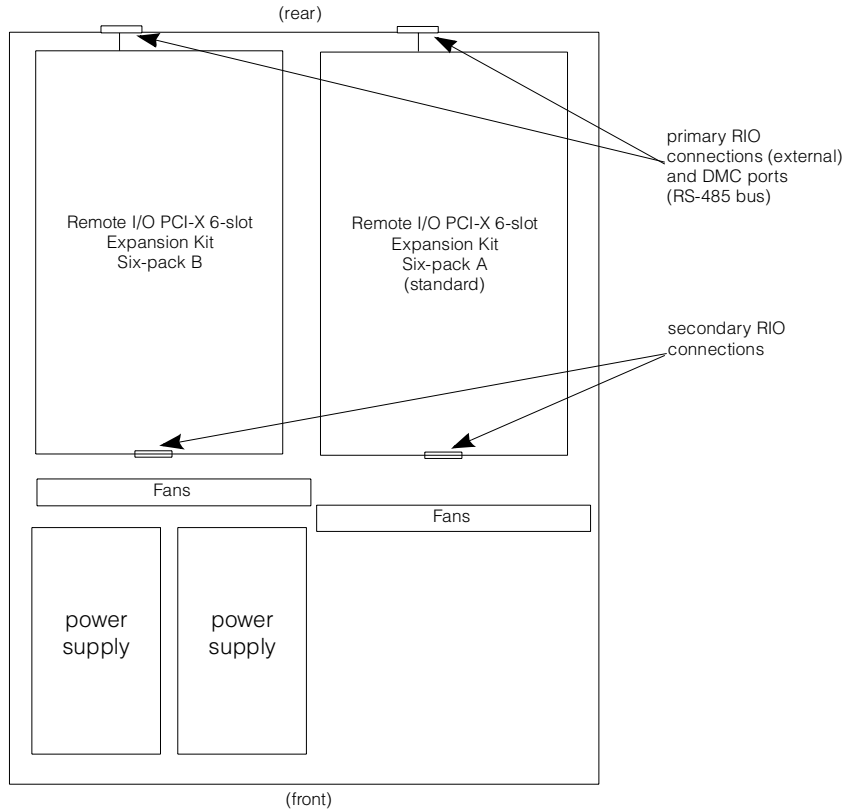 (rear)
primary RIO
connections (external)
and DMC ports
(RS-485 bus)
Remote I/O PCI-X 6-slot
Expansion Kit
Six-pack B
Remote I/O PCI-X 6-slot
Expansion Kit
Six-pack A
(standard)
secondary RIO
connections
Fans
Fans
power
supply
power
supply
(front)